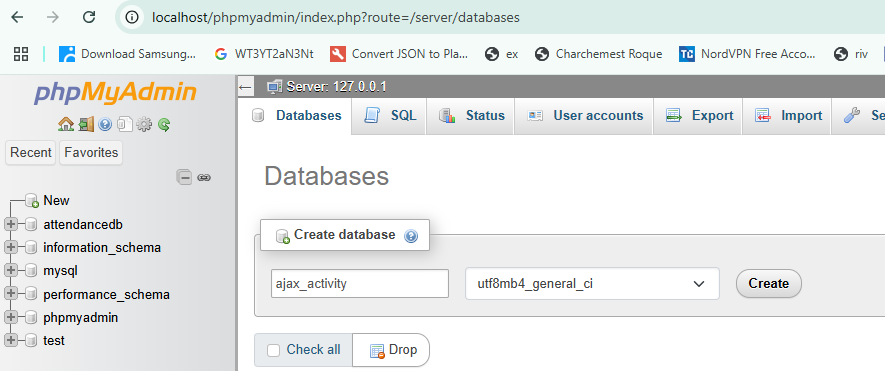 localhost/phpmyadmin/index.php?route=/server/databases
Download Samsung... WT3YT2aN3Nt Convert JSON to Pla... ex Charchemest Roque NordVPN Free Acco... riv
phpMyAdmin
Recent Favorites
New
attendancedb
information_schema
mysql
performance_schema
phpmyadmin
test
Server: 127.0.0.1
Databases SQL Status User accounts Export Import Se
Databases
Create database
ajax_activity utf8mb4_general_ci Create
Check all Drop